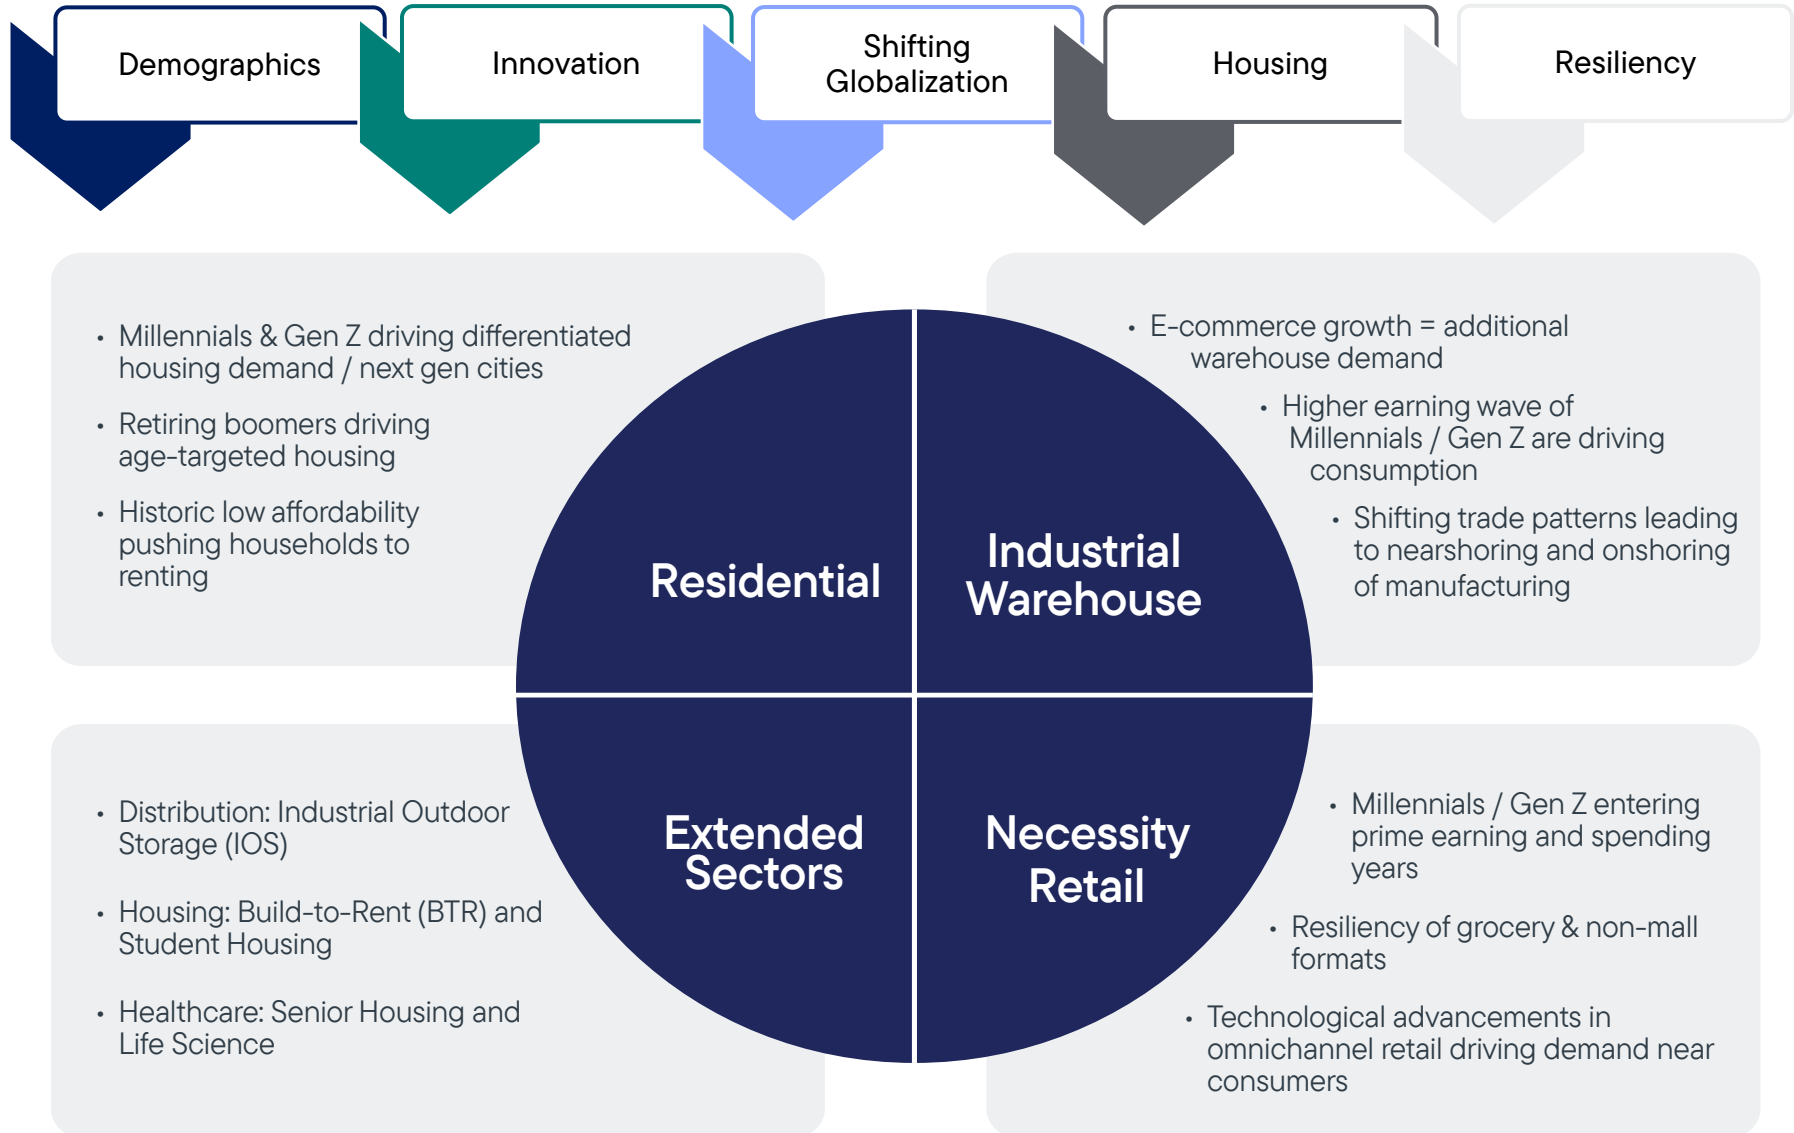 Demographics
Innovation
Shifting
Globalization
Housing
Resiliency
• Millennials & Gen Z driving differentiated
housing demand / next gen cities
• Retiring boomers driving
age-targeted housing
• Historic low affordability
pushing households to
renting
Residential
• E-commerce growth = additional
warehouse demand
• Higher earning wave of
Millennials / Gen Z are driving
consumption
• Shifting trade patterns leading
to nearshoring and onshoring
of manufacturing
Industrial
Warehouse
• Distribution: Industrial Outdoor
Storage (IOS)
• Housing: Build-to-Rent (BTR) and
Student Housing
• Healthcare: Senior Housing and
Life Science
Extended
Sectors
Necessity
Retail
• Millennials / Gen Z entering
prime earning and spending
years
• Resiliency of grocery & non-mall
formats
• Technological advancements in
omnichannel retail driving demand near
consumers